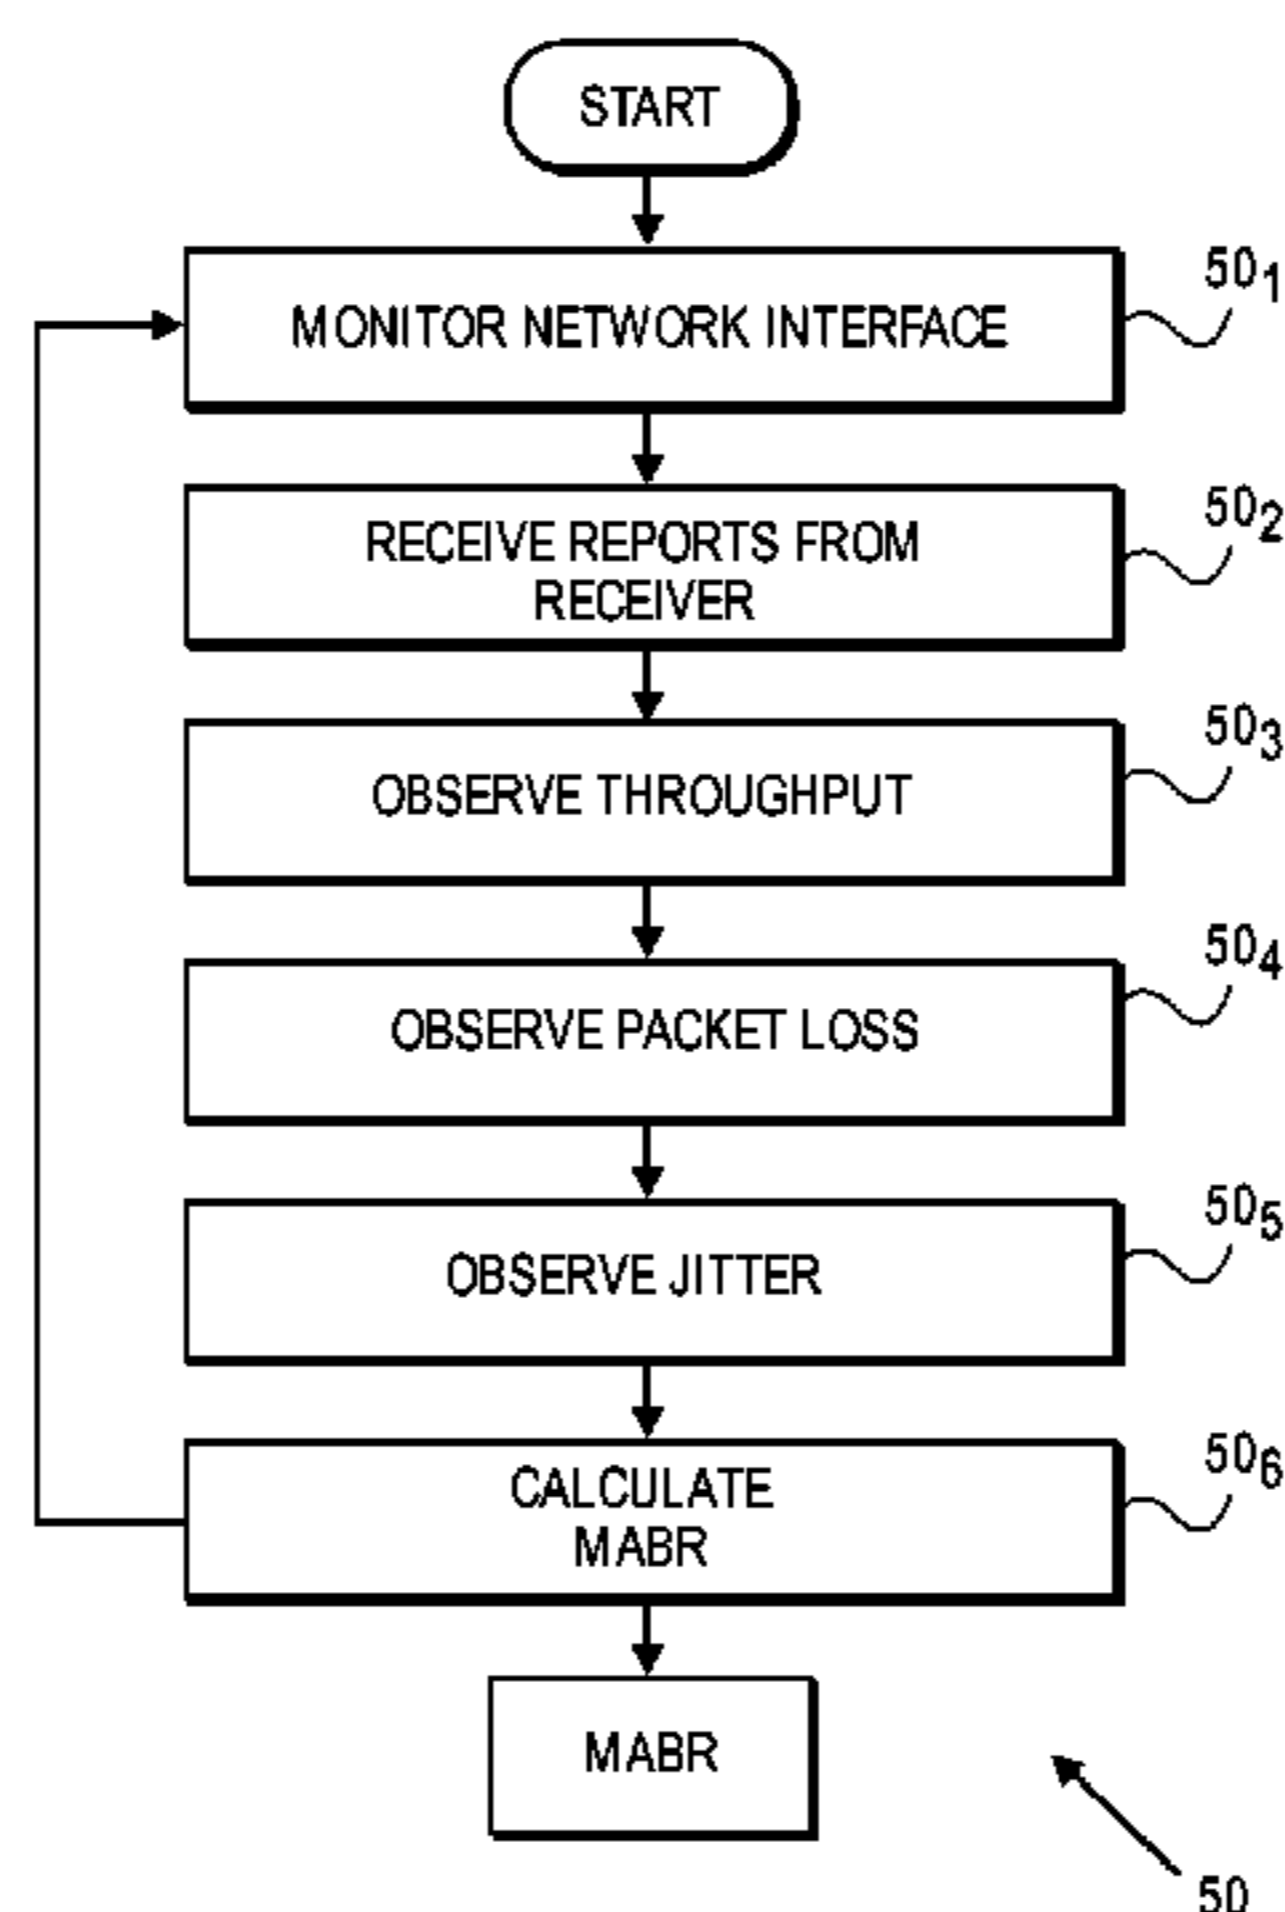 START
MONITOR NETWORK INTERFACE
50₁
RECEIVE REPORTS FROM
RECEIVER
50₂
OBSERVE THROUGHPUT
50₃
OBSERVE PACKET LOSS
50₄
OBSERVE JITTER
50₅
CALCULATE
MABR
50₆
MABR
50